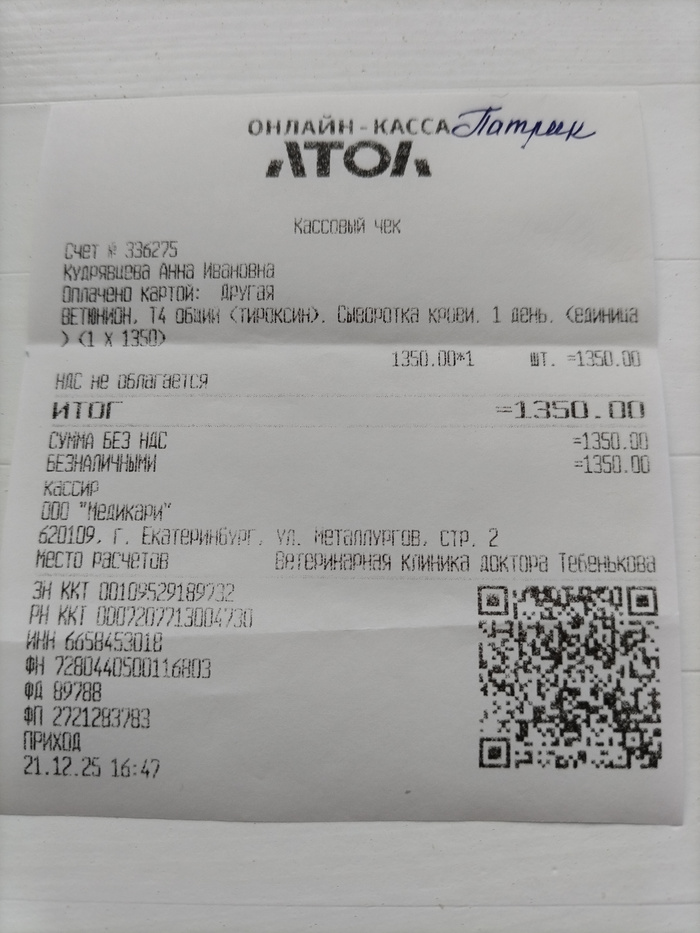 ОНЛАЙН-КАССА Патрик
АТОЛ
Кассовый чек
Счет № 336275
Кудрявцева Анна Ивановна
Оплачено картой: Другая
ВЕТЮНИОН, Т4 общий (тироксин). Сыворотка крови. 1 день. (единица
) (1 X 1350)
1350.00*1 шт. =1350.00
НДС не облагается
ИТОГ =1350.00
СУММА БЕЗ НДС =1350.00
БЕЗНАЛИЧНЫМИ =1350.00
Кассир
ООО "Медикари"
620109, г. Екатеринбург, ул. Металлургов, стр. 2
Место расчетов Ветеринарная клиника доктора Тебенькова
ЗН ККТ 00109529189732
РН ККТ 0007207713004730
ИНН 6658453018
ФН 7280440500116803
ФД 89788
ФП 2721283783
ПРИХОД
21.12.25 16:47